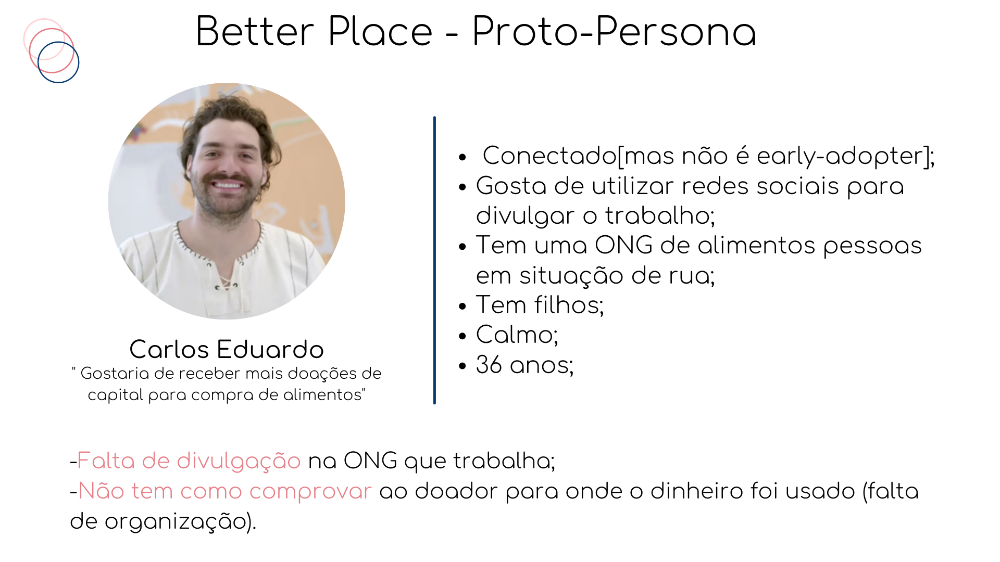 Better Place - Proto-Persona
Carlos Eduardo
" Gostaria de receber mais doações de
capital para compra de alimentos"
• Conectado[mas não é early-adopter];
• Gosta de utilizar redes sociais para
divulgar o trabalho;
• Tem uma ONG de alimentos pessoas
em situação de rua;
• Tem filhos;
• Calmo;
• 36 anos;
-Falta de divulgação na ONG que trabalha;
-Não tem como comprovar ao doador para onde o dinheiro foi usado (falta
de organização).